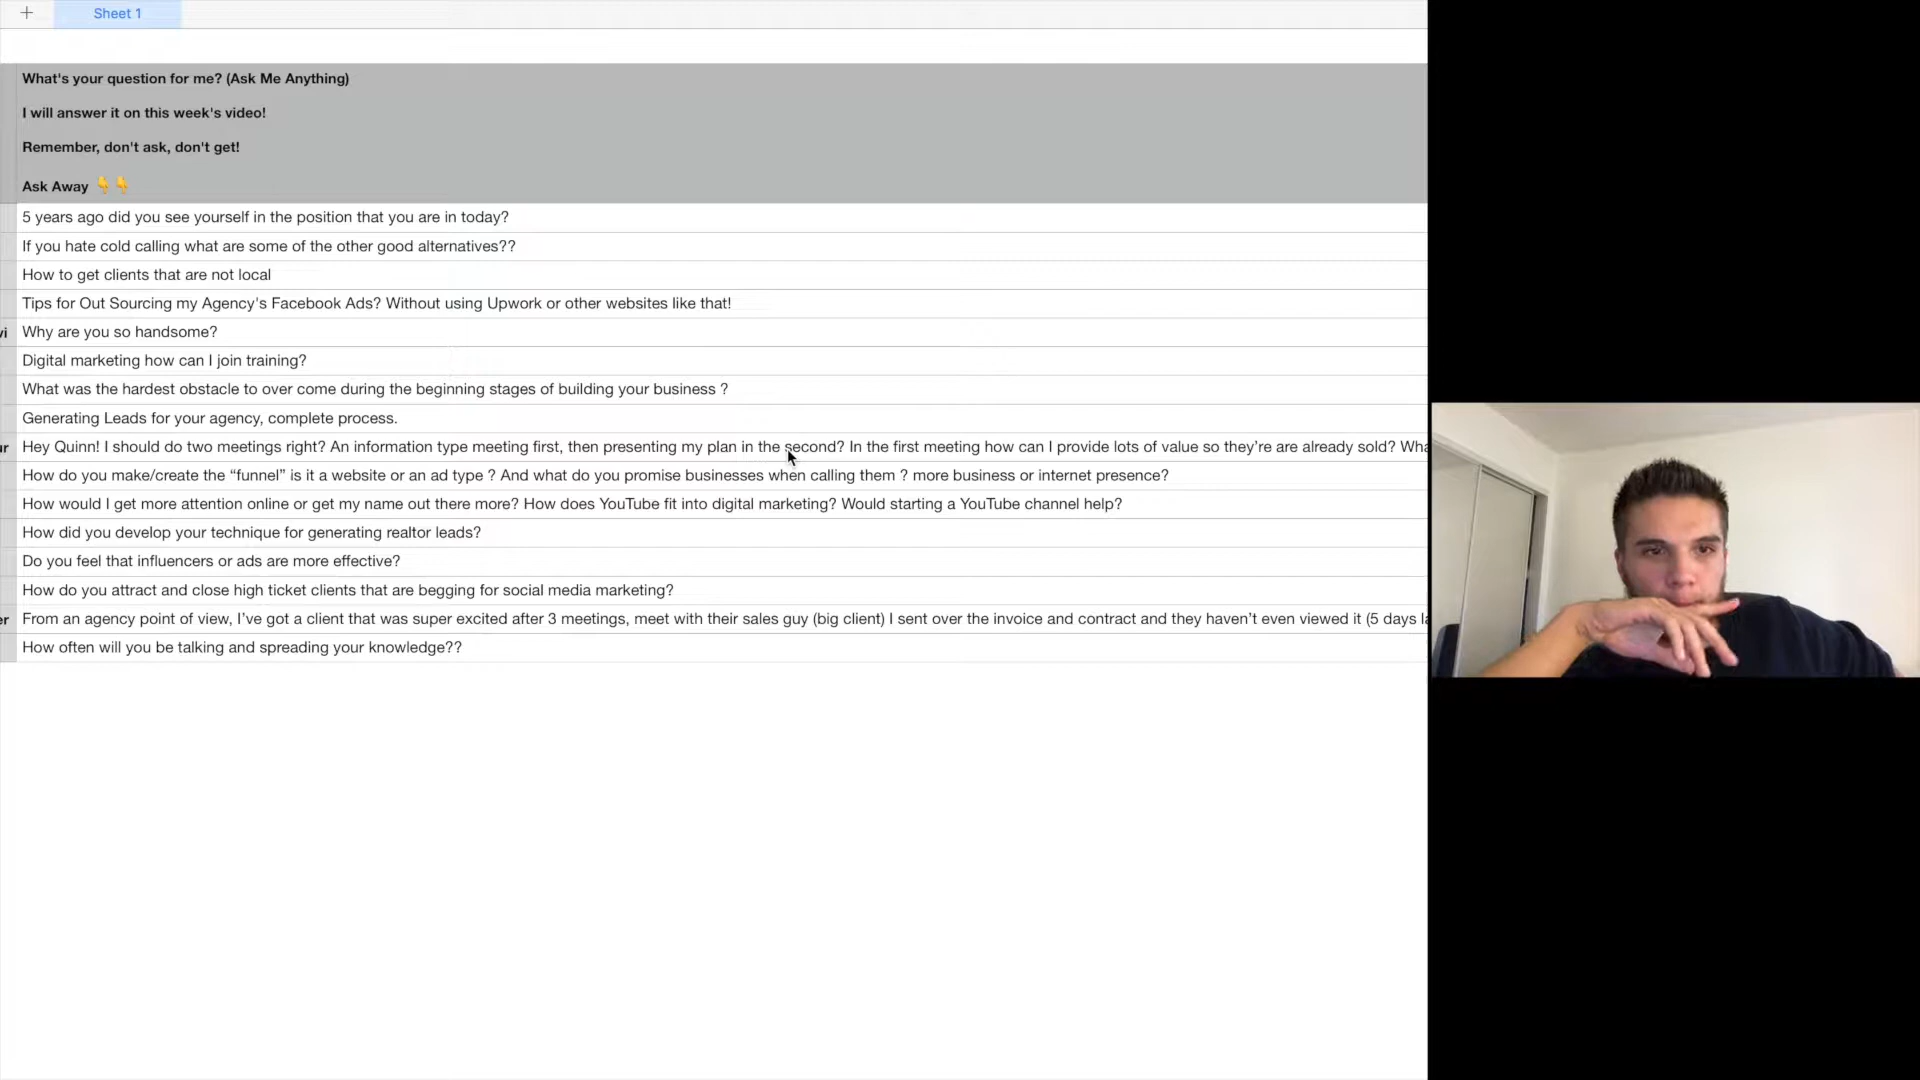 Sheet 1
What's your question for me? (Ask Me Anything)
I will answer it on this week's video!
Remember, don't ask, don't get!
Ask Away 👇👇
5 years ago did you see yourself in the position that you are in today?
If you hate cold calling what are some of the other good alternatives??
How to get clients that are not local
Tips for Out Sourcing my Agency's Facebook Ads? Without using Upwork or other websites like that!
Why are you so handsome?
Digital marketing how can I join training?
What was the hardest obstacle to over come during the beginning stages of building your business ?
Generating Leads for your agency, complete process.
Hey Quinn! I should do two meetings right? An information type meeting first, then presenting my plan in the second? In the first meeting how can I provide lots of value so they're are already sold?
How do you make/create the “funnel” is it a website or an ad type ? And what do you promise businesses when calling them ? more business or internet presence?
How would I get more attention online or get my name out there more? How does YouTube fit into digital marketing? Would starting a YouTube channel help?
How did you develop your technique for generating realtor leads?
Do you feel that influencers or ads are more effective?
How do you attract and close high ticket clients that are begging for social media marketing?
From an agency point of view, I’ve got a client that was super excited after 3 meetings, meet with their sales guy (big client) I sent over the invoice and contract and they haven’t even viewed it (5 days
How often will you be talking and spreading your knowledge??